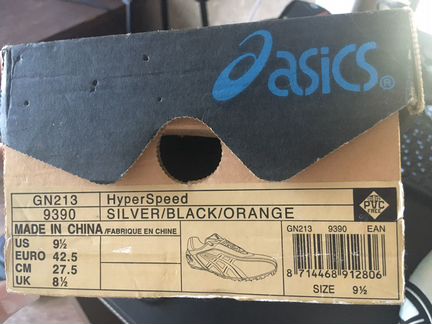 asics®
GN213 HyperSpeed
9390 SILVER/BLACK/ORANGE
MADE IN CHINA/FABRIQUE EN CHINE
US 9½
EURO 42.5
CM 27.5
UK 8½
PVC
FREE
GN213 9390 EAN
8 714468 912806
SIZE 9½